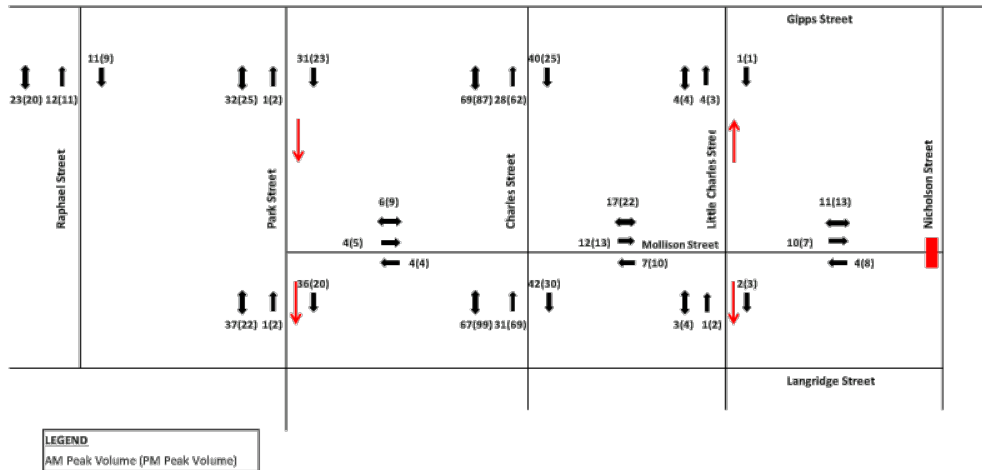 Gipps Street
11(9)
31(23)
40(25)
1(1)
23(20) 12(11)
32(25) 1(2)
69(87) 28(62)
4(4) 4(3)
Raphael Street
Park Street
Charles Street
Little Charles Street
Nicholson Street
6(9)
17(22)
11(13)
4(5)
12(13)
Mollison Street
10(7)
4(4)
7(10)
4(8)
36(20)
42(30)
2(3)
37(22) 1(2)
67(99) 31(69)
3(4) 1(2)
Langridge Street
LEGEND
AM Peak Volume (PM Peak Volume)